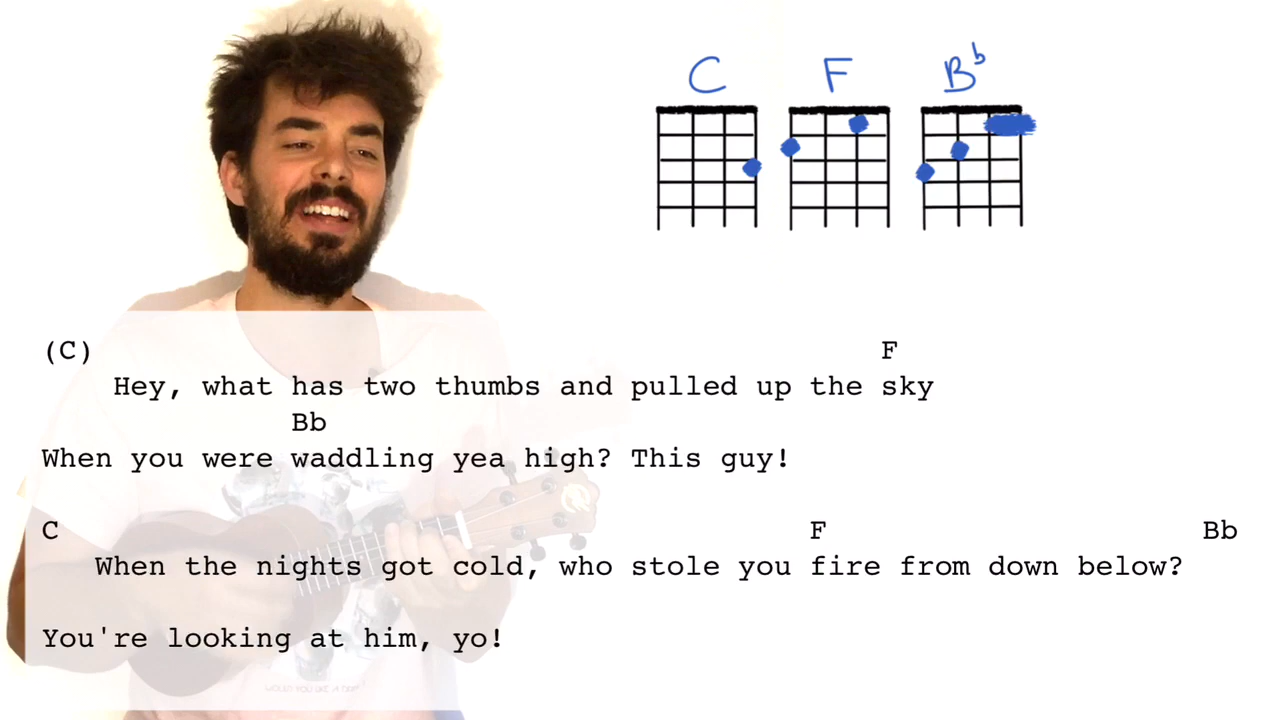 C F Bb
(C) F
Hey, what has two thumbs and pulled up the sky
Bb
When you were waddling yea high? This guy!
C F Bb
When the nights got cold, who stole you fire from down below?
You're looking at him, yo!